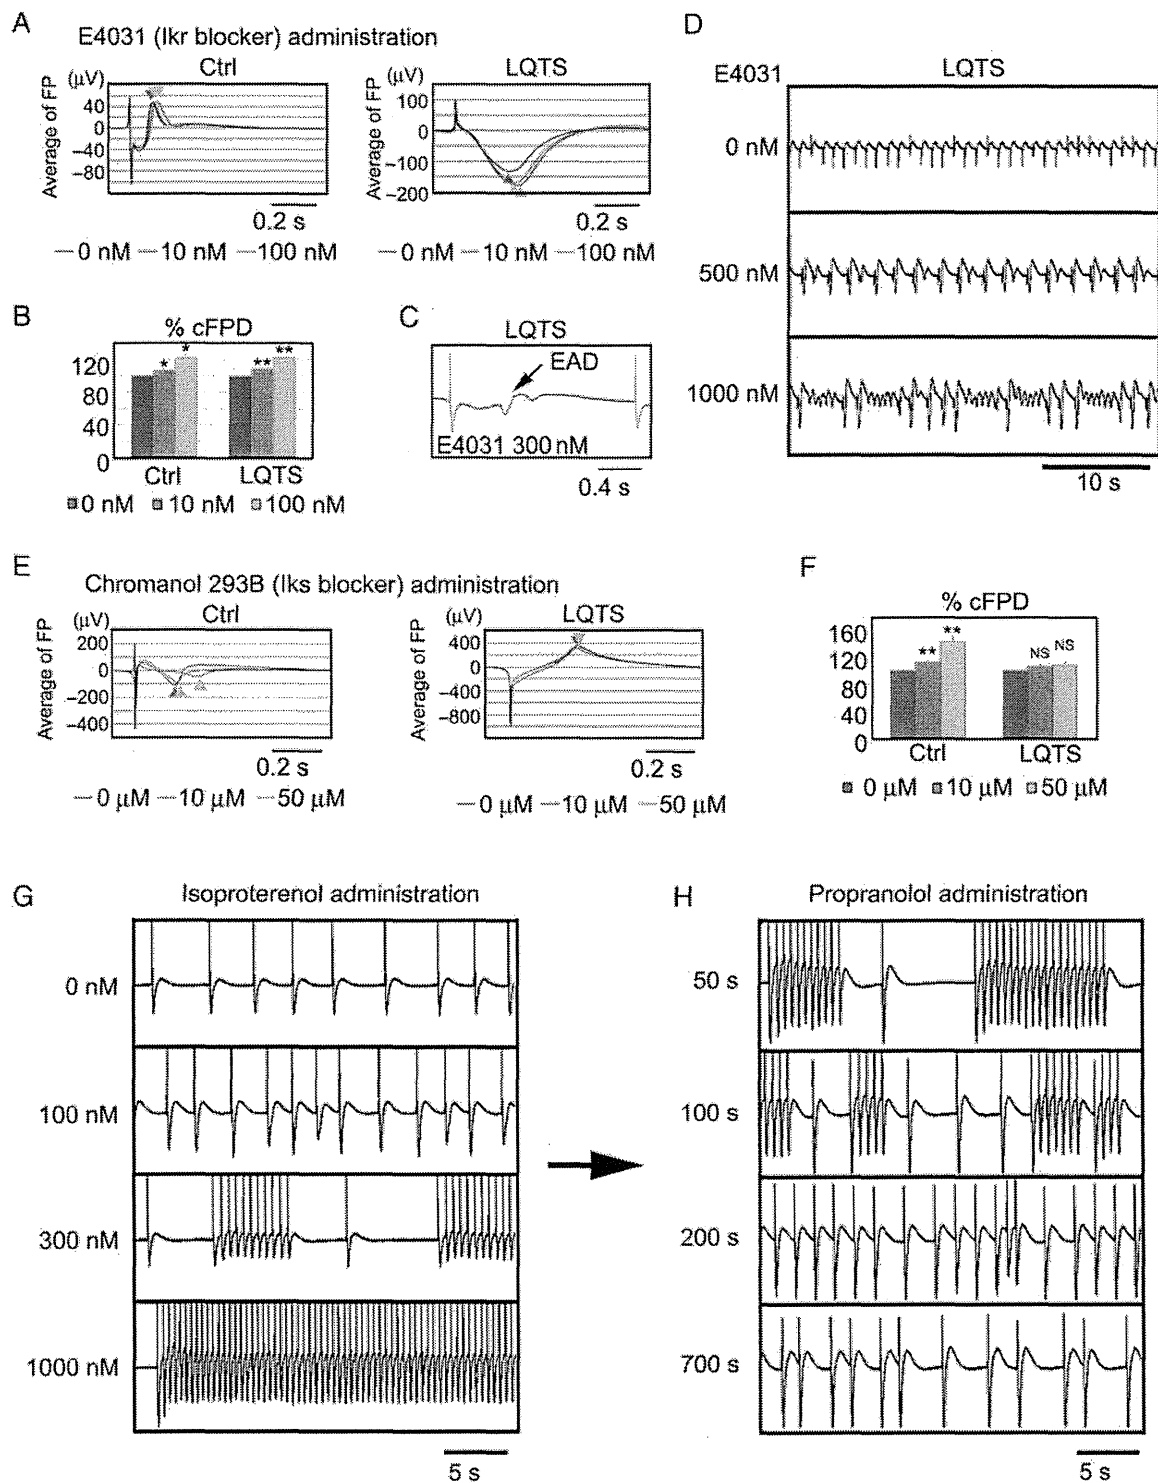 A
E4031 (Ikr blocker) administration
Ctrl
(μV)
Average of FP
40
0
−40
−80
0.2 s
0 nM 10 nM 100 nM
LQTS
(μV)
Average of FP
100
0
−100
−200
0.2 s
0 nM 10 nM 100 nM
B
% cFPD
120
80
40
0
* *
** **
Ctrl LQTS
0 nM 10 nM 100 nM
C
LQTS
EAD
E4031 300 nM
0.4 s
D
E4031
LQTS
0 nM
500 nM
1000 nM
10 s
E
Chromanol 293B (Iks blocker) administration
Ctrl
(μV)
Average of FP
200
0
−200
−400
0.2 s
0 μM 10 μM 50 μM
LQTS
(μV)
Average of FP
400
0
−400
−800
0.2 s
0 μM 10 μM 50 μM
F
% cFPD
160
120
80
40
0
** **
NS NS
Ctrl LQTS
0 μM 10 μM 50 μM
G
Isoproterenol administration
0 nM
100 nM
300 nM
1000 nM
5 s
H
Propranolol administration
50 s
100 s
200 s
700 s
5 s